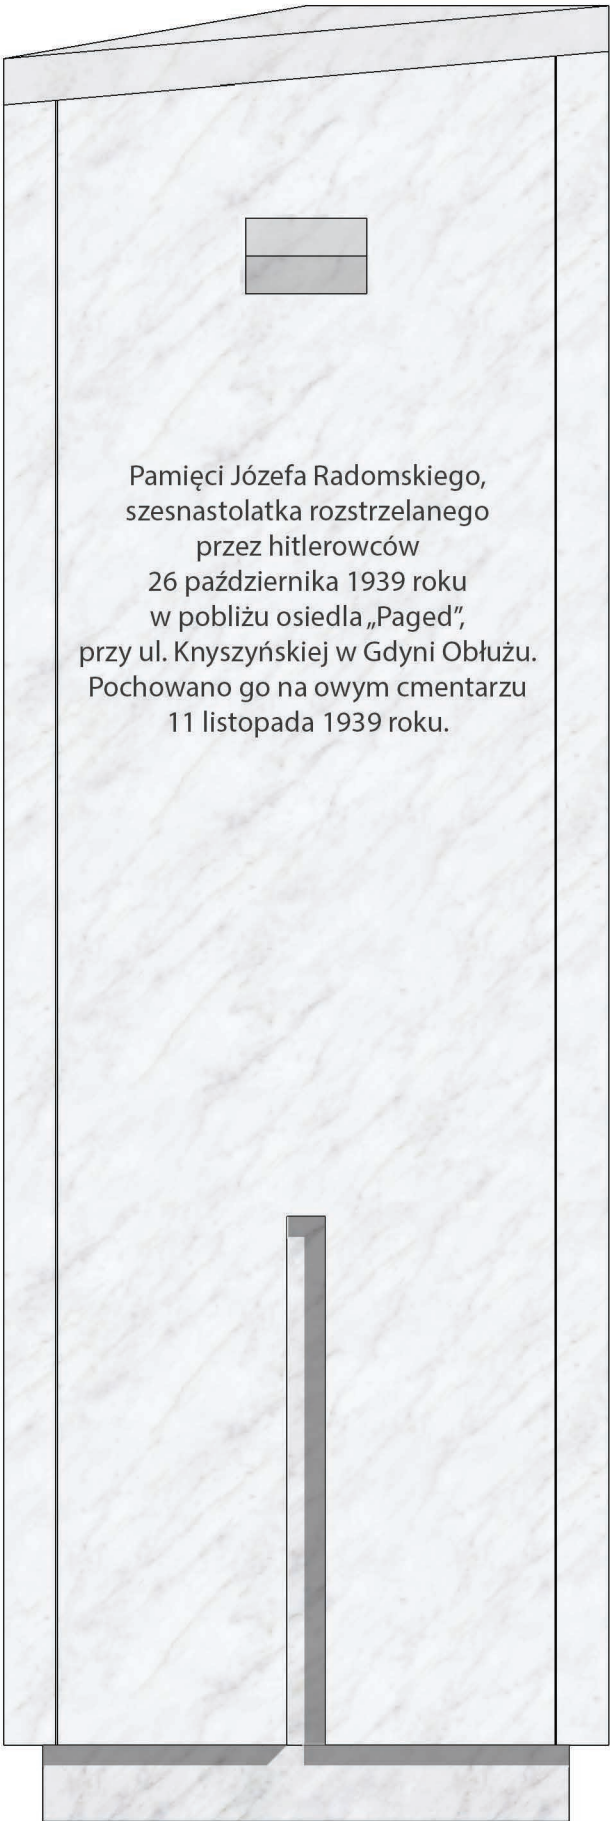 Pamięci Józefa Radomskiego,
szesnastolatka rozstrzelanego
przez hitlerowców
26 października 1939 roku
w pobliżu osiedla „Paged”,
przy ul. Knyszyńskiej w Gdyni Obłużu.
Pochowano go na owym cmentarzu
11 listopada 1939 roku.